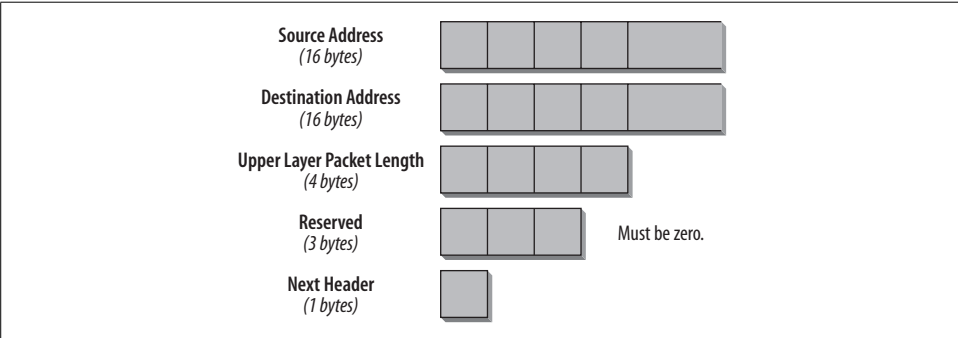 Source Address
(16 bytes)
Destination Address
(16 bytes)
Upper Layer Packet Length
(4 bytes)
Reserved
(3 bytes)
Must be zero.
Next Header
(1 bytes)